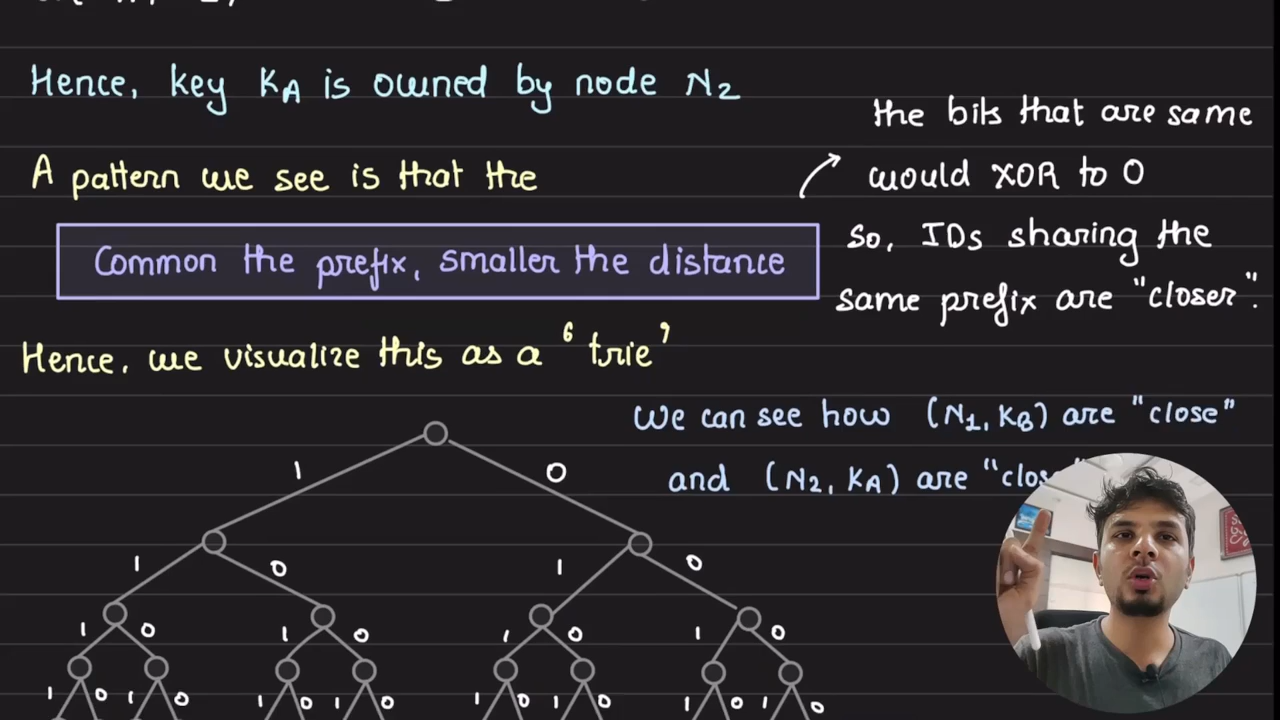 Hence, key KA is owned by node N2
A pattern we see is that the
Common the prefix, smaller the distance
the bits that are same
would XOR to 0
so, IDs sharing the
same prefix are "closer".
Hence, we visualize this as a 'trie'
We can see how (N1, KB) are "close"
and (N2, KA) are
1 0
1 0 1 0
1 0 1 0 1 0 1 0
1 0 1 0 1 0 1 0 1 0 1 0 1 0 1 0